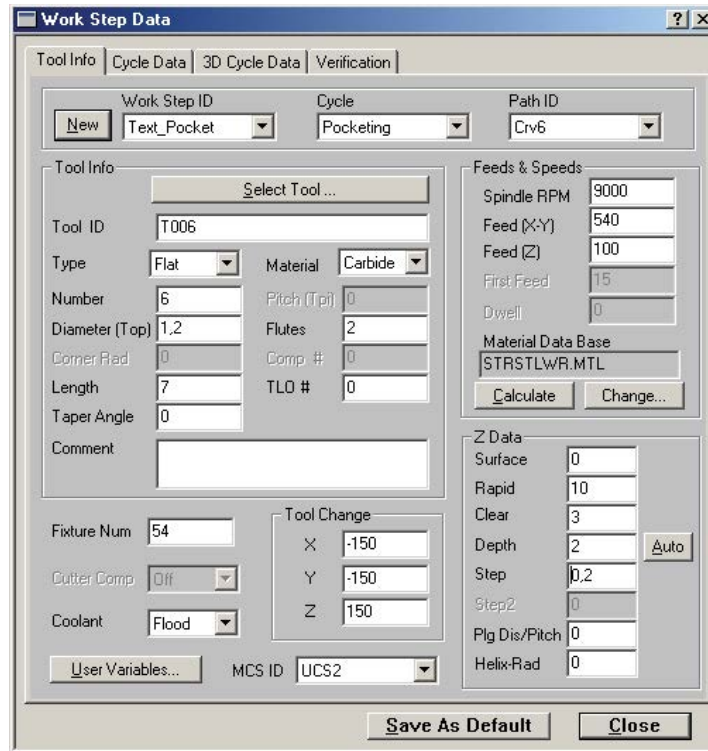 Work Step Data
Tool Info Cycle Data 3D Cycle Data Verification
Work Step ID Cycle Path ID
New Text_Pocket Pocketing Crv6
Tool Info
Select Tool ...
Tool ID T006
Type Flat Material Carbide
Number 6 Pitch (Tpi) 0
Diameter (Top) 1,2 Flutes 2
Corner Rad 0 Comp # 0
Length 7 TLO # 0
Taper Angle 0
Comment
Feeds & Speeds
Spindle RPM 9000
Feed (X-Y) 540
Feed (Z) 100
First Feed 15
Dwell 0
Material Data Base
STRSTLWR.MTL
Calculate Change...
Fixture Num 54
Cutter Comp Off
Coolant Flood
Tool Change
X -150
Y -150
Z 150
Z Data
Surface 0
Rapid 10
Clear 3
Depth 2 Auto
Step 0,2
Step2 0
Plg Dis/Pitch 0
Helix-Rad 0
User Variables... MCS ID UCS2
Save As Default Close